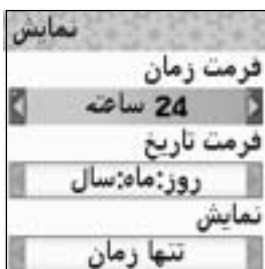 نمایش
فرمت زمان
24 ساعته
فرمت تاریخ
روز:ماه:سال
نمایش
تنها زمان